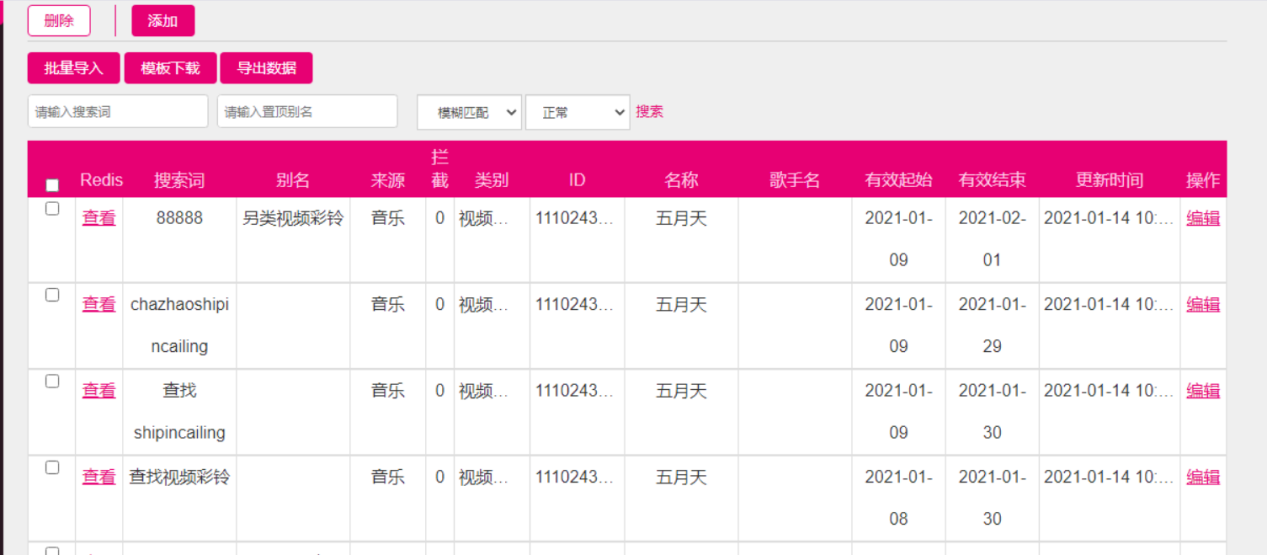 删除 添加
批量导入 模板下载 导出数据
请输入搜索词 请输入置顶别名 模糊匹配 正常 搜索
Redis 搜索词 别名 来源 拦截 类别 ID 名称 歌手名 有效起始 有效结束 更新时间 操作
查看 88888 另类视频彩铃 音乐 0 视频... 1110243... 五月天 2021-01- 2021-02- 2021-01-14 10:... 编辑
09 01
查看 chazhaoshipi 音乐 0 视频... 1110243... 五月天 2021-01- 2021-01- 2021-01-14 10:... 编辑
ncailing 09 29
查看 查找 音乐 0 视频... 1110243... 五月天 2021-01- 2021-01- 2021-01-14 10:... 编辑
shipincailing 09 30
查看 查找视频彩铃 音乐 0 视频... 1110243... 五月天 2021-01- 2021-01- 2021-01-14 10:... 编辑
08 30